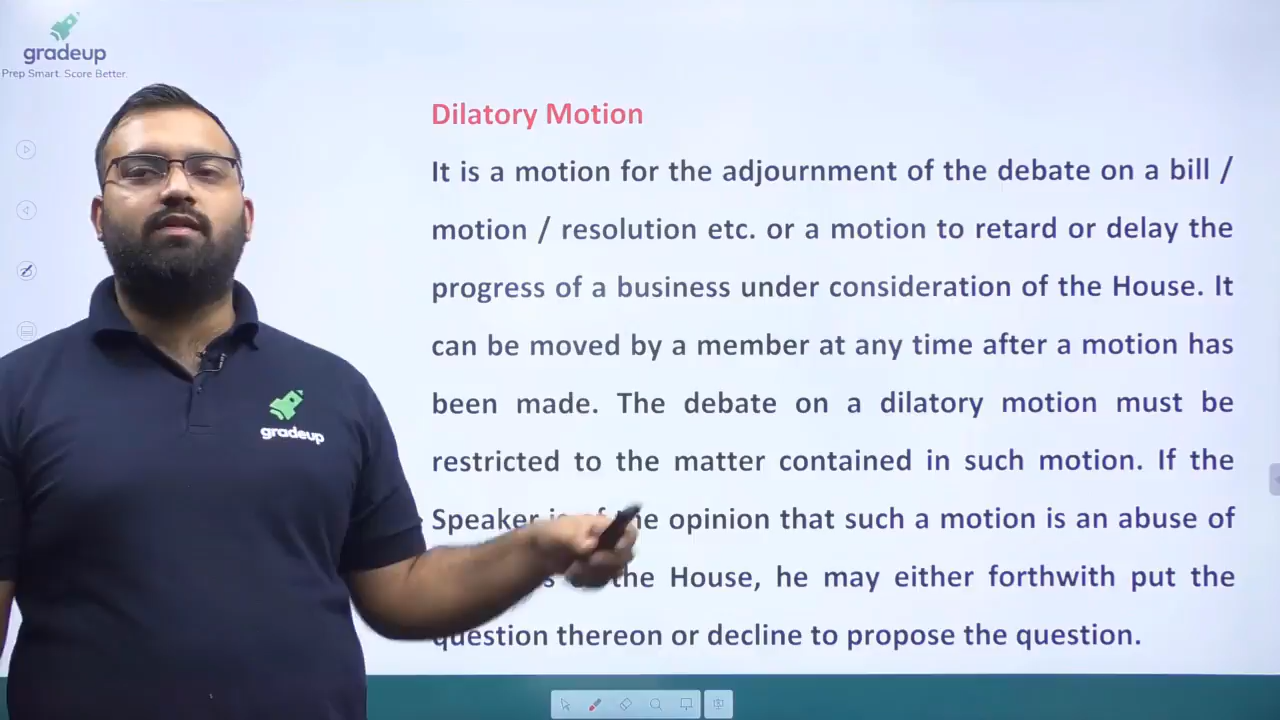 gradeup
Prep Smart. Score Better.
Dilatory Motion
It is a motion for the adjournment of the debate on a bill /
motion / resolution etc. or a motion to retard or delay the
progress of a business under consideration of the House. It
can be moved by a member at any time after a motion has
been made. The debate on a dilatory motion must be
restricted to the matter contained in such motion. If the
Speaker opinion that such a motion is an abuse of
the House, he may either forthwith put the
question thereon or decline to propose the question.
gradeup